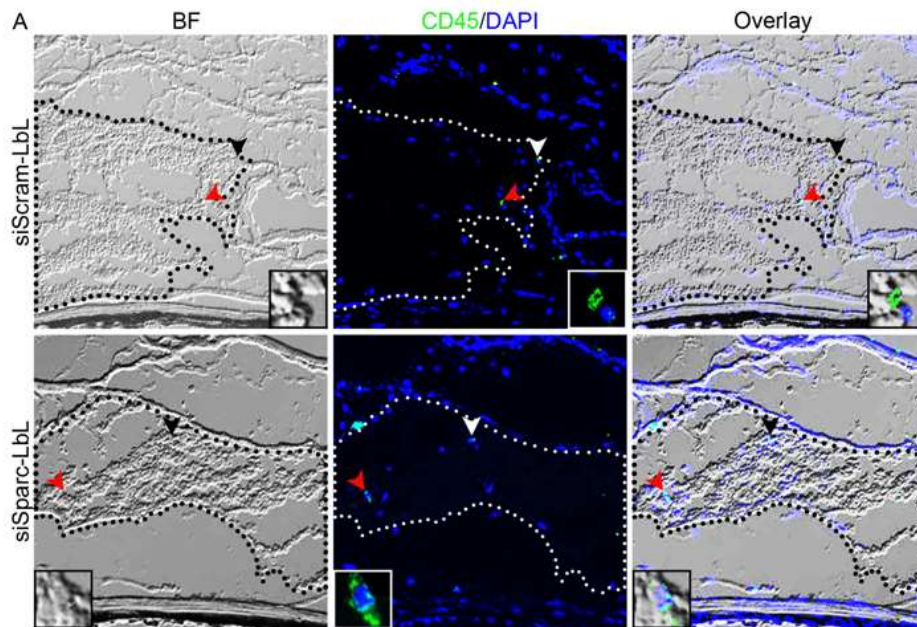 A
BF
CD45/DAPI
Overlay
siScram-LbL
siSparc-LbL